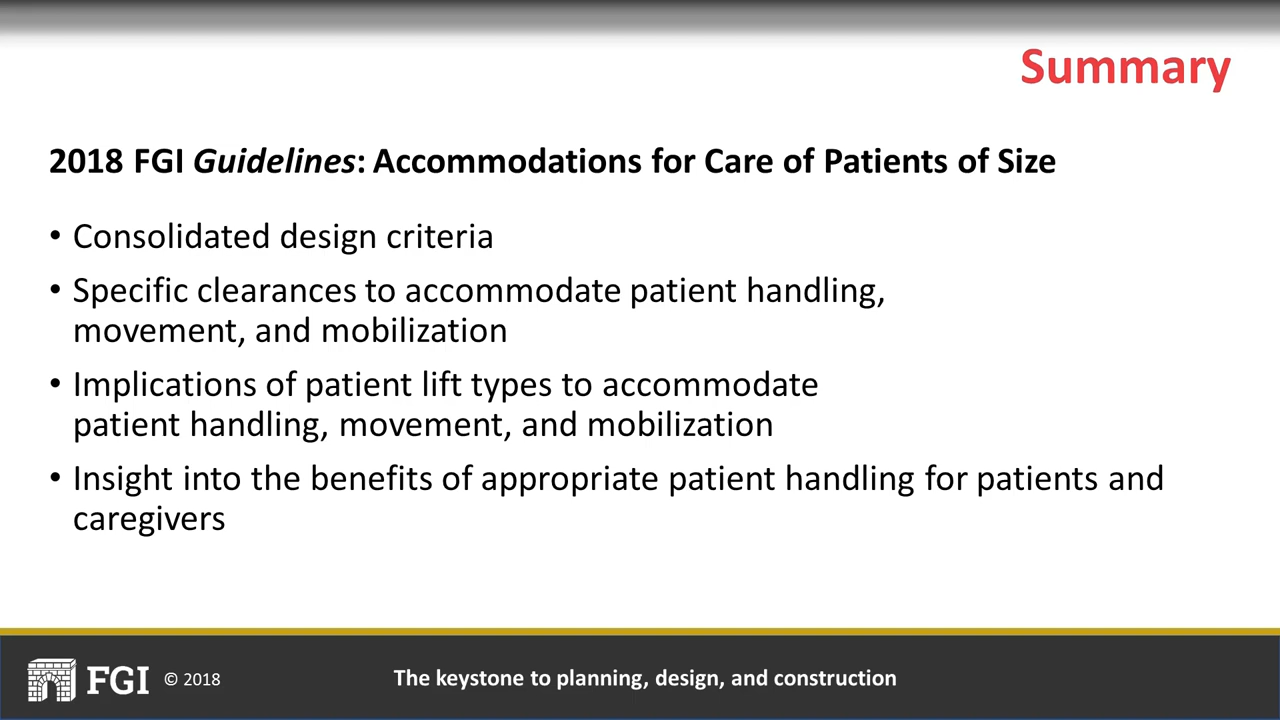 Summary
2018 FGI Guidelines: Accommodations for Care of Patients of Size
• Consolidated design criteria
• Specific clearances to accommodate patient handling,
movement, and mobilization
• Implications of patient lift types to accommodate
patient handling, movement, and mobilization
• Insight into the benefits of appropriate patient handling for patients and
caregivers
FGI © 2018
The keystone to planning, design, and construction